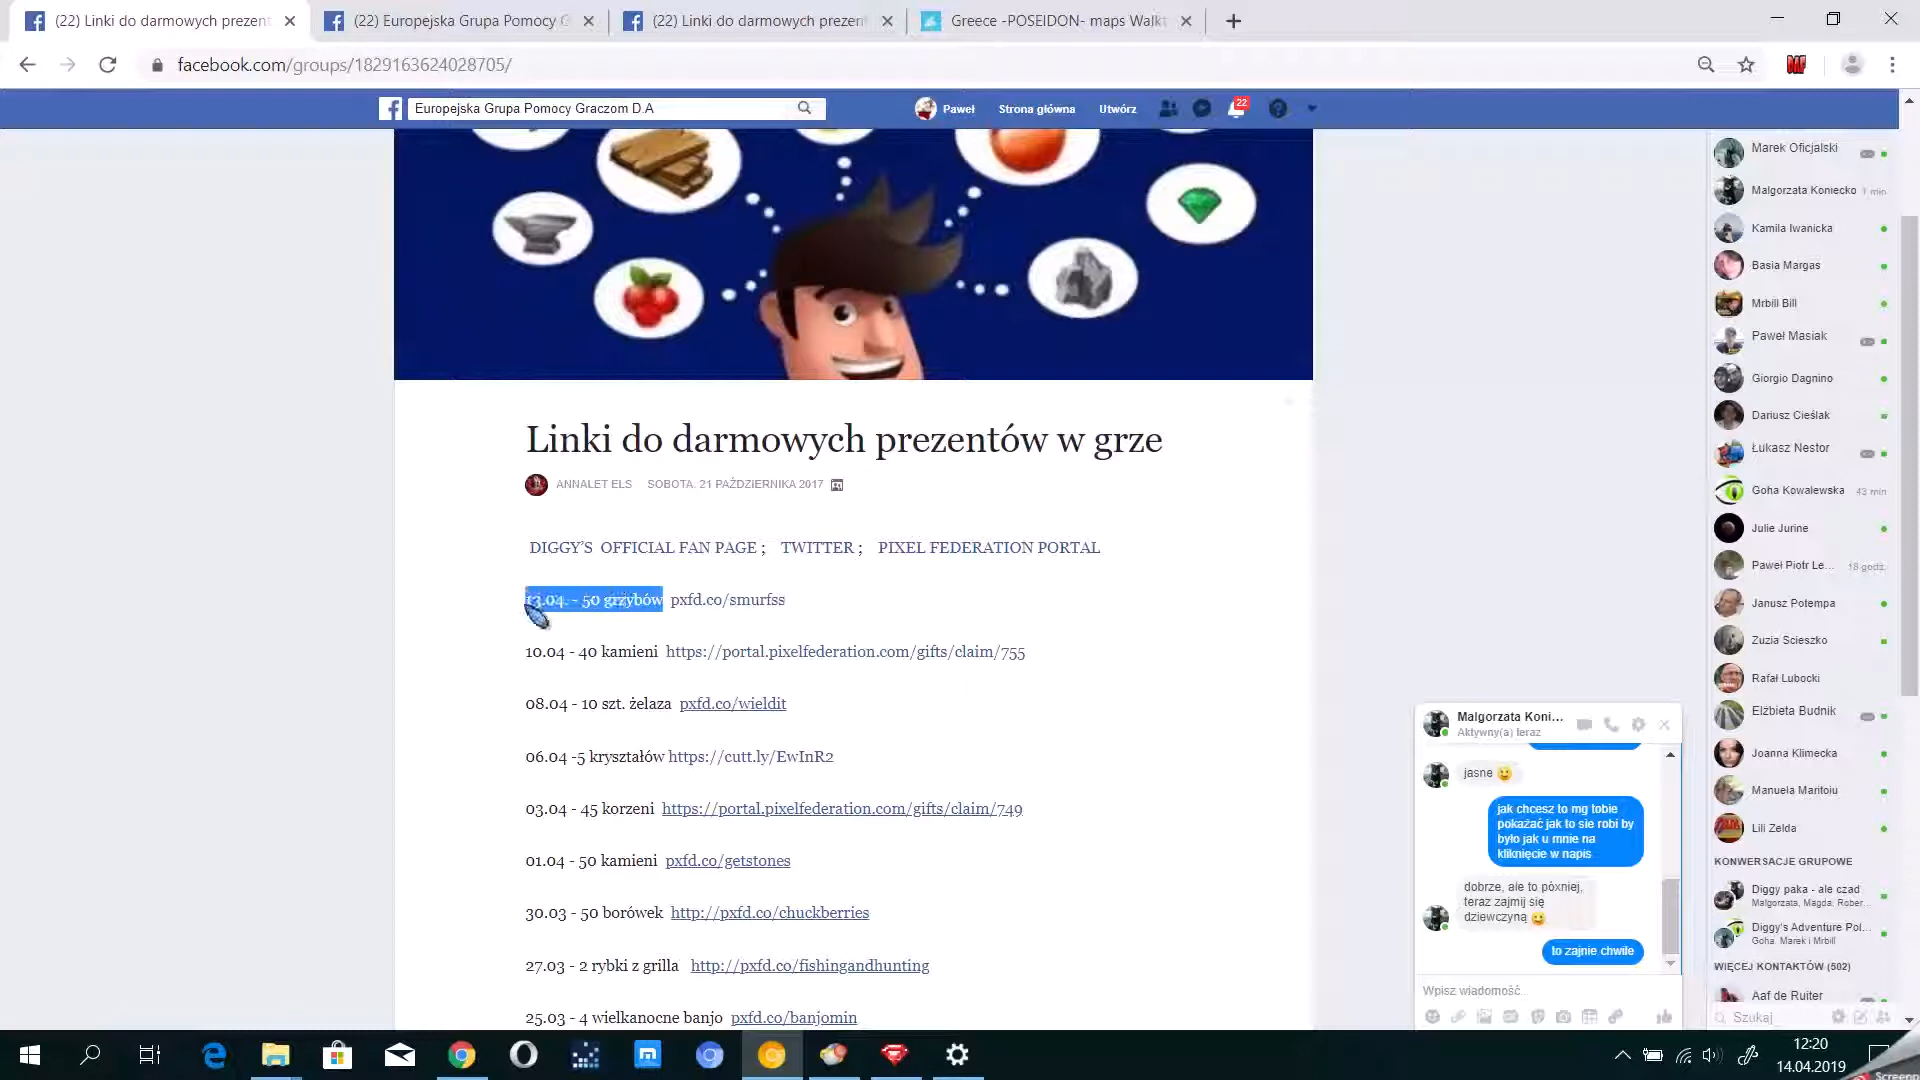 (22) Linki do darmowych prezent
(22) Europejska Grupa Pomocy G
(22) Linki do darmowych prezent
Greece -POSEIDON- maps Walkt
facebook.com/groups/1829163624028705/
Europejska Grupa Pomocy Graczom D.A
Paweł
Strona główna
Utwórz
22
Linki do darmowych prezentów w grze
ANNALET ELS SOBOTA, 21 PAŹDZIERNIKA 2017
DIGGY'S OFFICIAL FAN PAGE ; TWITTER ; PIXEL FEDERATION PORTAL
13.04 - 50 grzybów pxfd.co/smurfss
10.04 - 40 kamieni https://portal.pixelfederation.com/gifts/claim/755
08.04 - 10 szt. żelaza pxfd.co/wieldit
06.04 -5 kryształów https://cutt.ly/EwInR2
03.04 - 45 korzeni https://portal.pixelfederation.com/gifts/claim/749
01.04 - 50 kamieni pxfd.co/getstones
30.03 - 50 borówek http://pxfd.co/chuckberries
27.03 - 2 rybki z grilla http://pxfd.co/fishingandhunting
25.03 - 4 wielkanocne banjo pxfd.co/banjomin
Marek Oficjalski
Malgorzata Koniecko 1 min
Kamila Iwanicka
Basia Margas
Mrbill Bill
Paweł Masiak
Giorgio Dagnino
Dariusz Cieślak
Łukasz Nestor
Goha Kowalewska 43 min
Julie Jurine
Paweł Piotr Le... 18 godz.
Janusz Potempa
Zuzia Scieszko
Rafał Lubocki
Elżbieta Budnik
Joanna Klimecka
Manuela Maritoiu
Lili Zelda
KONWERSACJE GRUPOWE
Diggy paka - ale czad
Malgorzata, Magda, Rober...
Diggy's Adventure Pol...
Goha, Marek i Mrbill
WIĘCEJ KONTAKTÓW (502)
Aaf de Ruiter
Szukaj
Malgorzata Koni...
Aktywny(a) teraz
jasne
jak chcesz to mg tobie
pokażać jak to sie robi by
było jak u mnie na
kliknięcie w napis
dobrze, ale to póxniej,
teraz zajmij się
dziewczyną
to zajnie chwile
Wpisz wiadomość...
12:20
14.04.2019